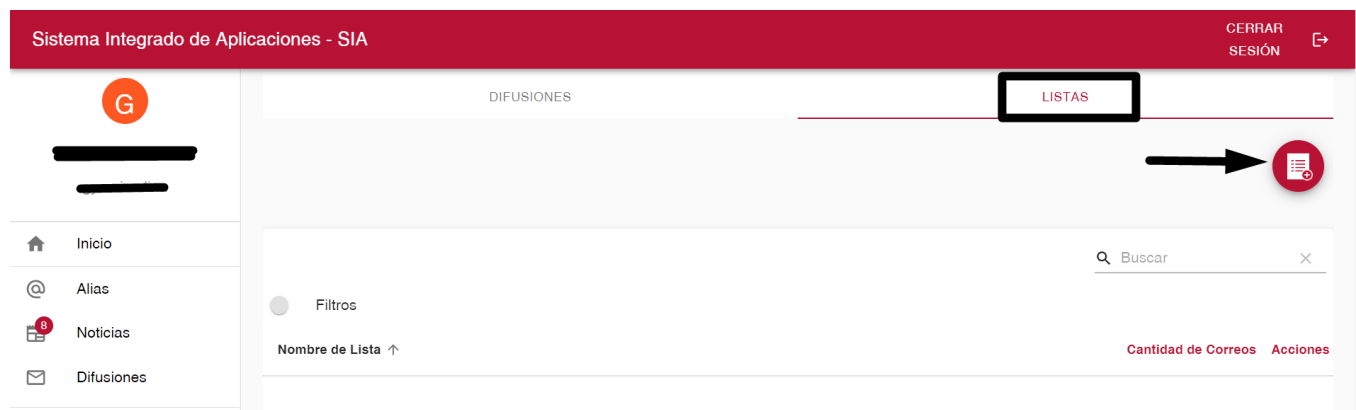 Sistema Integrado de Aplicaciones - SIA
CERRAR
SESIÓN
G
DIFUSIONES
LISTAS
Inicio
Buscar
Alias
Filtros
8
Noticias
Nombre de Lista
Cantidad de Correos
Acciones
Difusiones